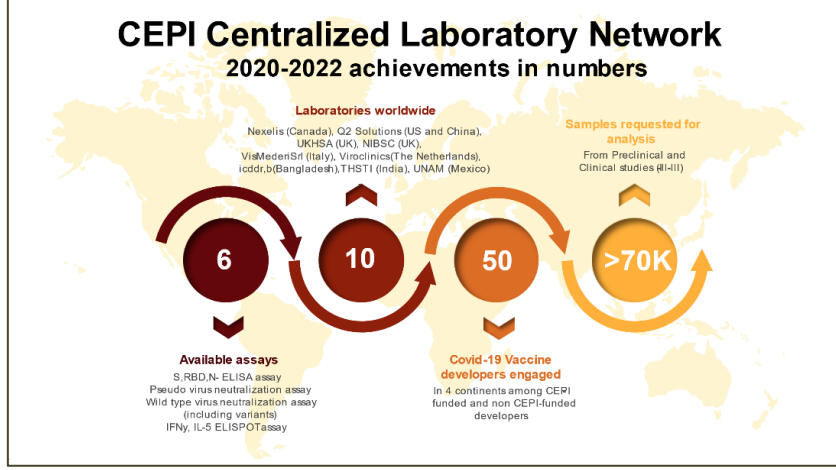 CEPI Centralized Laboratory Network
2020-2022 achievements in numbers
Laboratories worldwide
Nexelis (Canada), Q2 Solutions (US and China),
UKHSA (UK), NIBSC (UK),
VisMederiSrl (Italy), Viroclinics(The Netherlands),
icddr,b(Bangladesh),THSTI (India), UNAM (Mexico)
Samples requested for
analysis
From Preclinical and
Clinical studies (II-III)
6
10
50
>70K
Available assays
S,RBD,N- ELISA assay
Pseudo virus neutralization assay
Wild type virus neutralization assay
(including variants)
IFNy, IL-5 ELISPOTassay
Covid-19 Vaccine
developers engaged
In 4 continents among CEPI-
funded and non CEPI-funded
developers